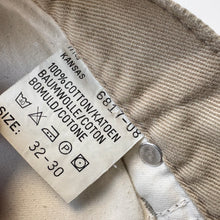 KANSAS
6817-08
100% COTTON/KATOEN
BAUMWOLLE/COTON
BOMULD/COTONE
SIZE: 32-30